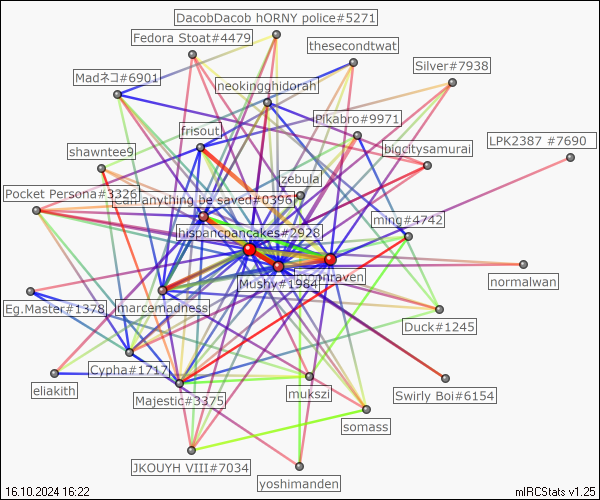 DacobDacob hORNY police#5271
Fedora Stoat#4479
thesecondtwat
Silver#7938
Madネコ#6901
neokingghidorah
Pikabro#9971
frisout
LPK2387 #7690
bigcitysamurai
shawntee9
zebula
Pocket Persona#3326
Can anything be saved#0396
ming#4742
hispancpancakes#2928
Mushy#1984
normalwan
Eg.Master#1378
marcemadness
Duck#1245
Cypha#1717
eliakith
Majestic#3375
mukszi
Swirly Boi#6154
somass
JKOUYH VIII#7034
yoshimanden
16.10.2024 16:22
mIRCStats v1.25